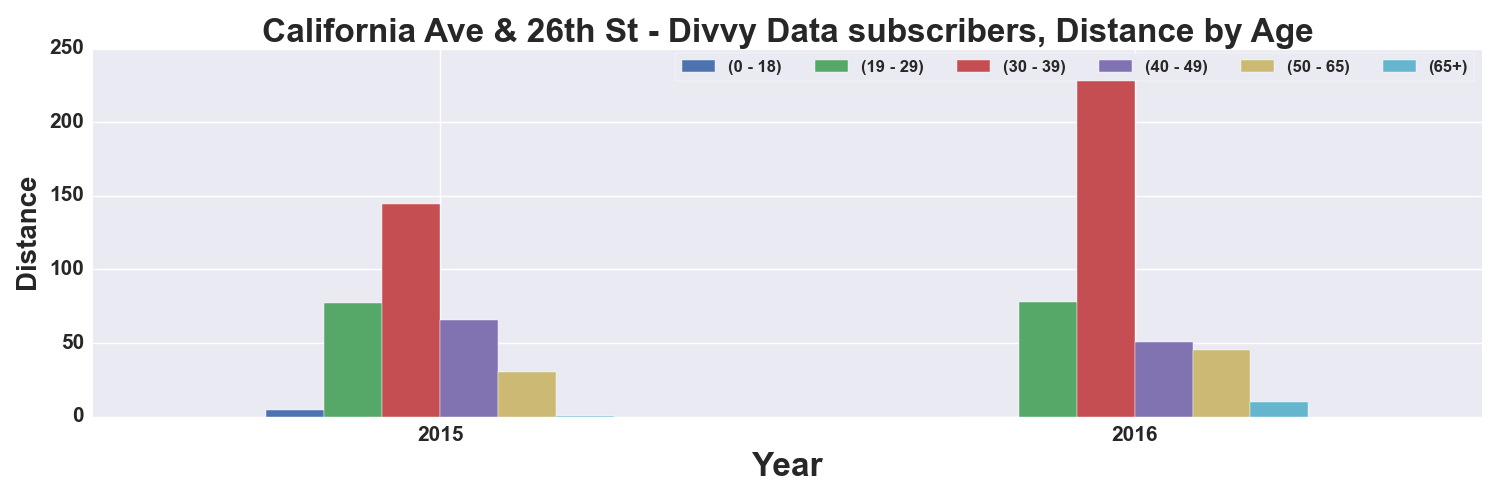 California Ave & 26th St - Divvy Data subscribers, Distance by Age
250
(0 - 18) (19 - 29) (30 - 39) (40 - 49) (50 - 65) (65+)
200
150
100
50
0
Distance
2015 2016
Year